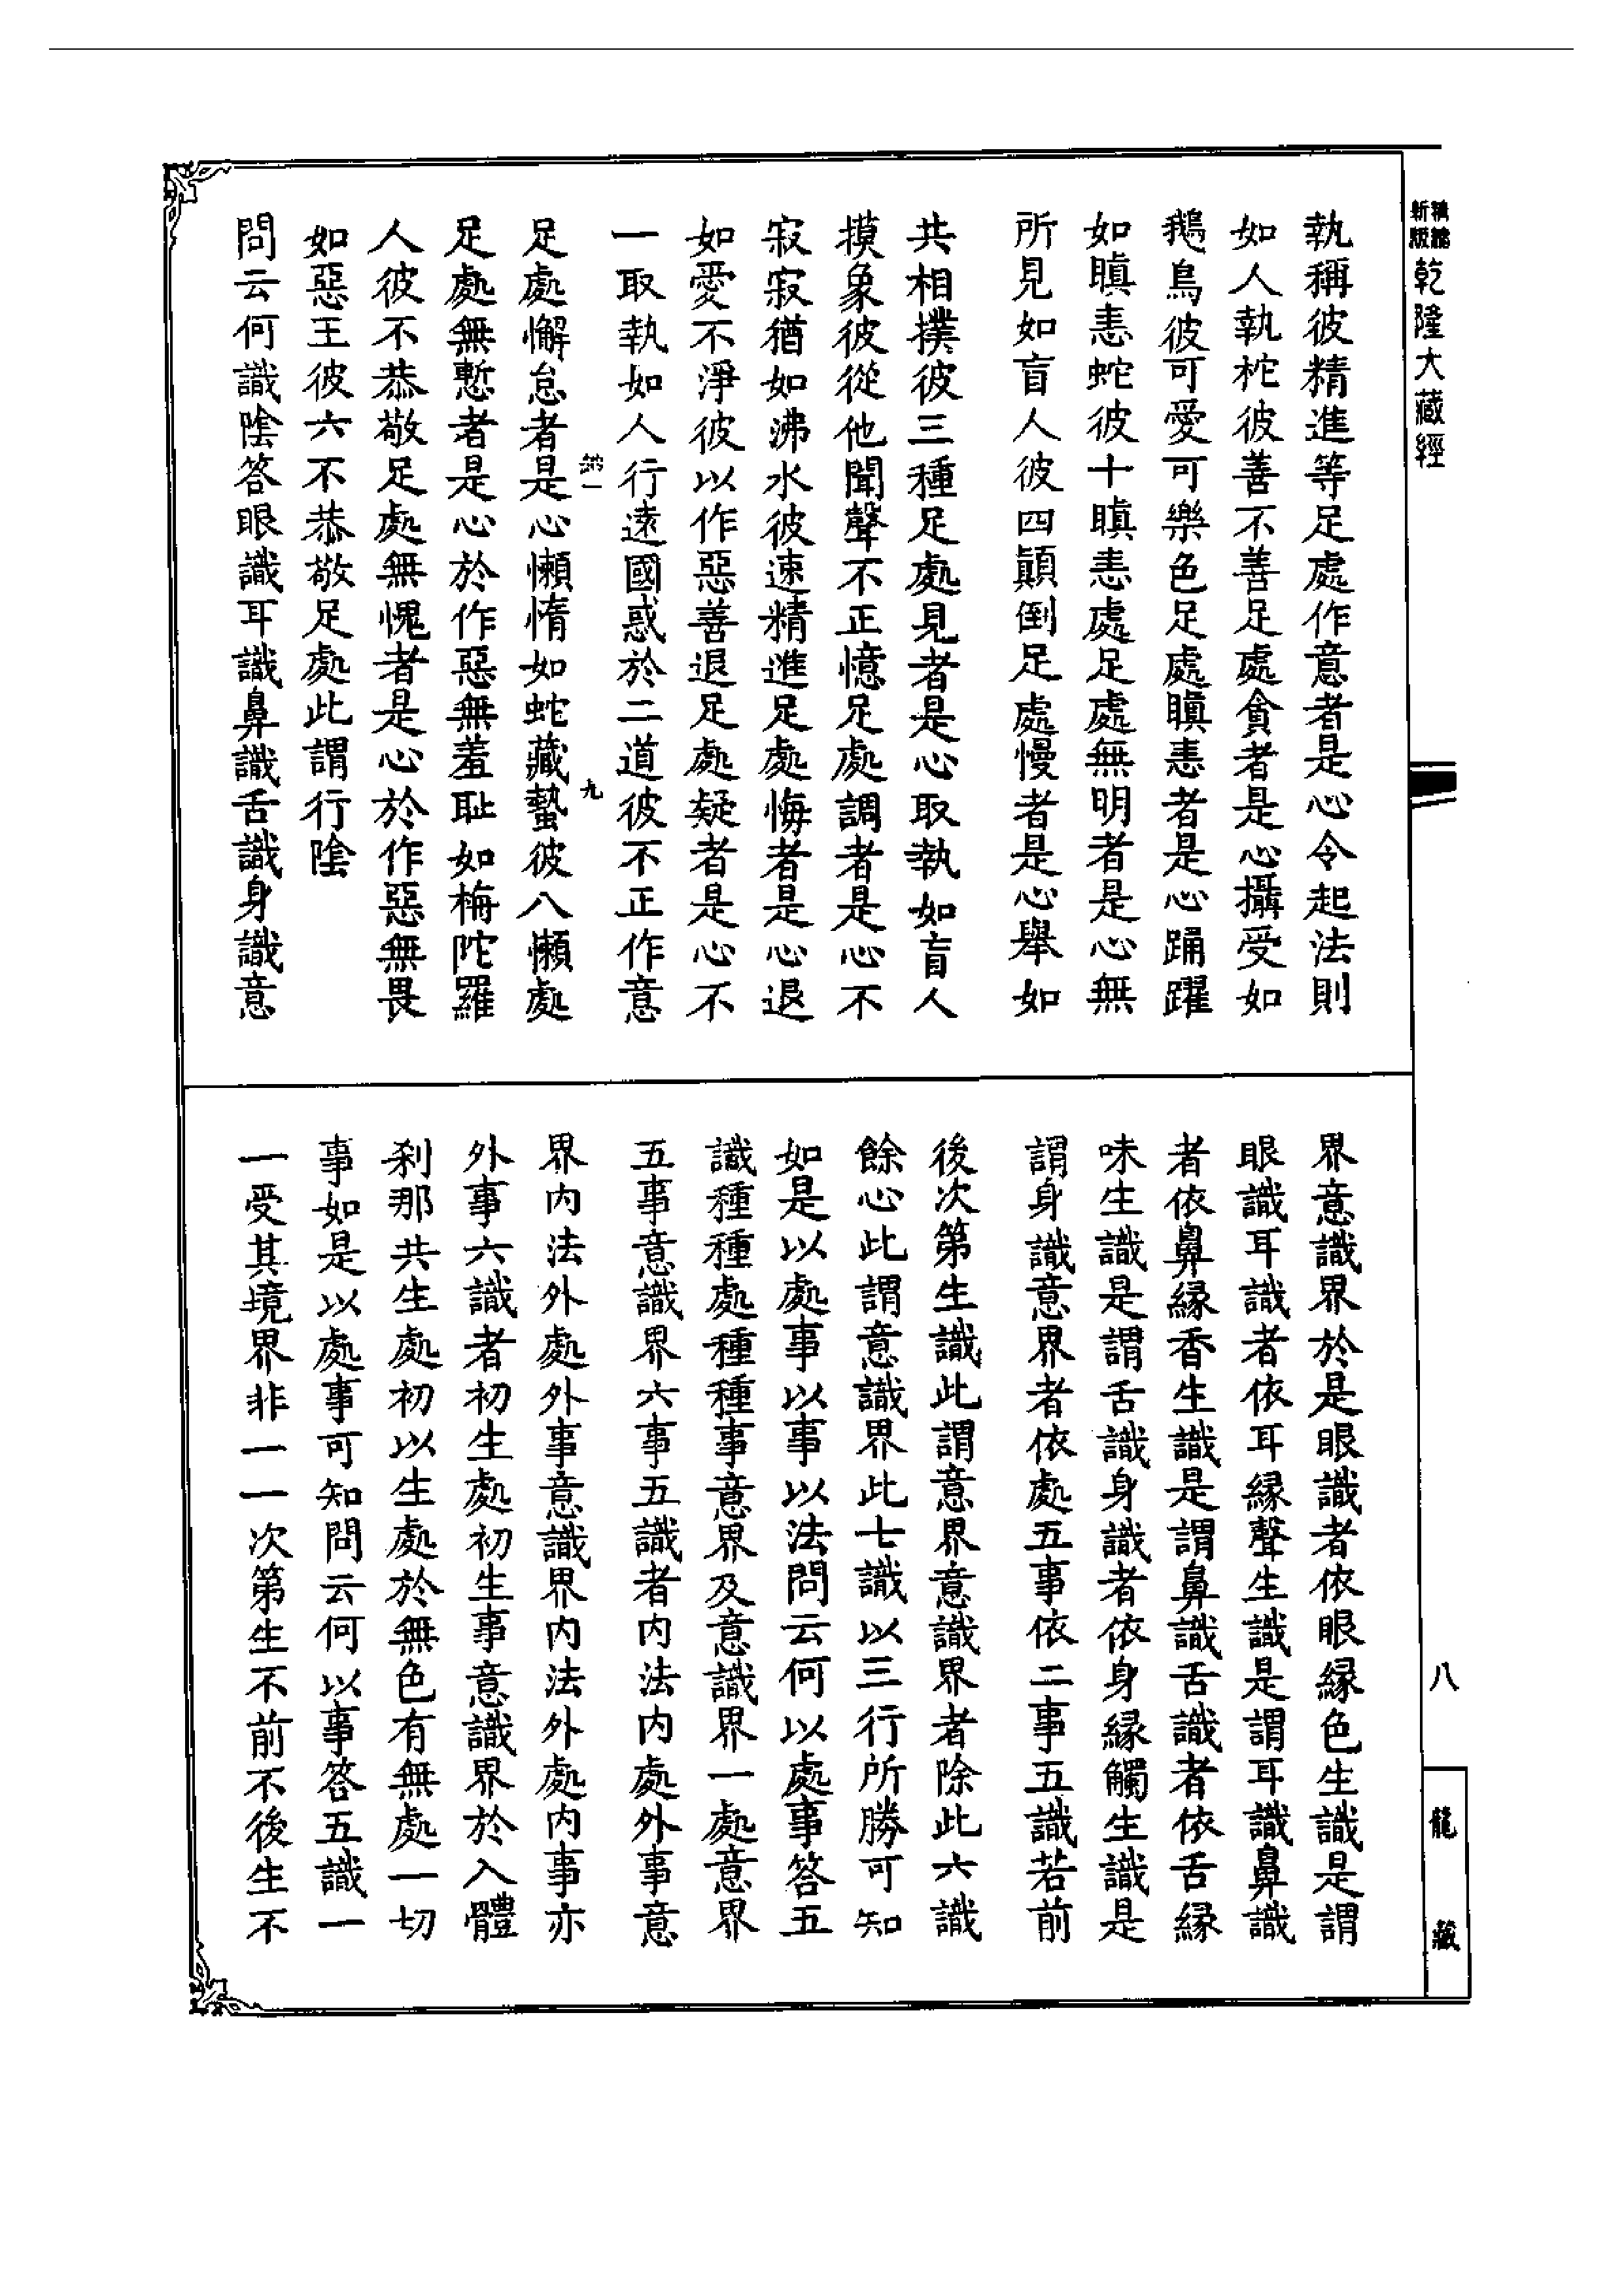 新版精縮乾隆大藏經
執稱彼精進等足處作意者是心令起法則
如人執柁彼善不善足處貪者是心攝受如
鵝鳥彼可愛可樂色足處瞋恚者是心踊躍
如瞋恚蛇彼十瞋恚處足處無明者是心無
所見如盲人彼四顛倒足處慢者是心舉如
共相撲彼三種足處見者是心取執如盲人
摸象彼從他聞聲不正憶足處調者是心不
寂寂猶如沸水彼速精進足處悔者是心退
如愛不淨彼以作惡善退足處疑者是心不
一取執如人行遠國惑於二道彼不正作意
九
足處懈怠者是心懶惰如蛇藏蟄彼八懶處
足處無慙者是心於作惡無羞耻如栴陀羅
人彼不恭敬足處無愧者是心於作惡無畏
如惡王彼六不恭敬足處此謂行陰
問云何識陰答眼識耳識鼻識舌識身識意
界意識界於是眼識者依眼縁色生識是謂
眼識耳識者依耳縁聲生識是謂耳識鼻識
者依鼻縁香生識是謂鼻識舌識者依舌縁
味生識是謂舌識身識者依身縁觸生識是
謂身識意界者依處五事依二事五識若前
後次第生識此謂意界意識界者除此六識
餘心此謂意識界此七識以三行所勝可知
如是以處事以事以法問云何以處事答五
識種種處種種事意界及意識界一處意界
五事意識界六事五識者内法内處外事意
界内法外處外事意識界内法外處内事亦
外事六識者初生處初生事意識界於入體
刹那共生處初以生處於無色有無處一切
事如是以處事可知問云何以事答五識一
一受其境界非一一次第生不前不後生不
八
龍藏